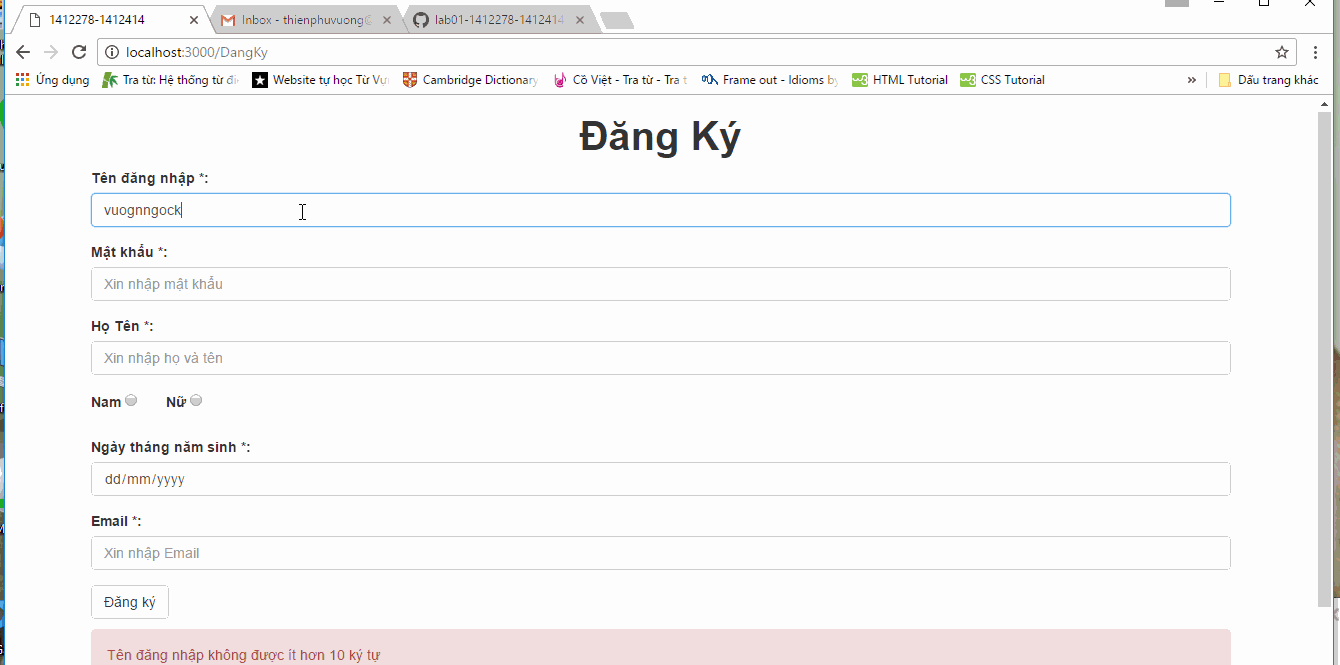 1412278-1412414
Inbox - thienphuvuong@
lab01-1412278-1412414
localhost:3000/DangKy
Ứng dụng
Tra từ: Hệ thống từ đi
Website tự học Từ Vự
Cambridge Dictionary
Cồ Việt - Tra từ - Tra t
Frame out - Idioms by
HTML Tutorial
CSS Tutorial
»
Dấu trang khác
Đăng Ký
Tên đăng nhập *:
vuognngock
Mật khẩu *:
Xin nhập mật khẩu
Họ Tên *:
Xin nhập họ và tên
Nam Nữ
Ngày tháng năm sinh *:
dd/mm/yyyy
Email *:
Xin nhập Email
Đăng ký
Tên đăng nhập không được ít hơn 10 ký tự